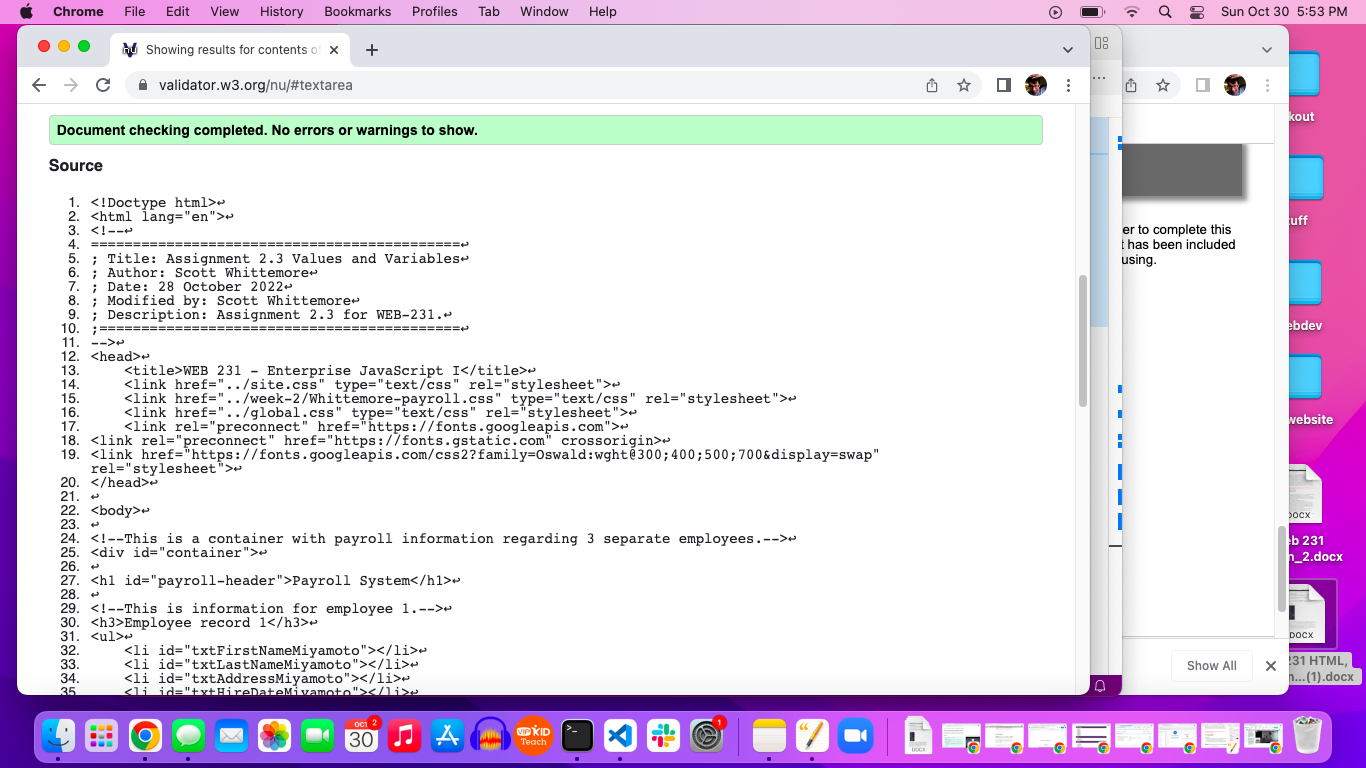 Chrome File Edit View History Bookmarks Profiles Tab Window Help Sun Oct 30 5:53 PM
Showing results for contents o
validator.w3.org/nu/#textarea
Document checking completed. No errors or warnings to show.
Source
1. <!Doctype html>↩
2. <html lang="en">↩
3. <!--↩
4. ============================================↩
5. ; Title: Assignment 2.3 Values and Variables↩
6. ; Author: Scott Whittemore↩
7. ; Date: 28 October 2022↩
8. ; Modified by: Scott Whittemore↩
9. ; Description: Assignment 2.3 for WEB-231.↩
10. ;===========================================↩
11. -->↩
12. <head>↩
13. <title>WEB 231 - Enterprise JavaScript I</title>↩
14. <link href="../site.css" type="text/css" rel="stylesheet">↩
15. <link href="../week-2/Whittemore-payroll.css" type="text/css" rel="stylesheet">↩
16. <link href="../global.css" type="text/css" rel="stylesheet">↩
17. <link rel="preconnect" href="https://fonts.googleapis.com">↩
18. <link rel="preconnect" href="https://fonts.gstatic.com" crossorigin>↩
19. <link href="https://fonts.googleapis.com/css2?family=Oswald:wght@300;400;500;700&display=swap"
rel="stylesheet">↩
20. </head>↩
21. ↩
22. <body>↩
23. ↩
24. <!--This is a container with payroll information regarding 3 separate employees.-->↩
25. <div id="container">↩
26. ↩
27. <h1 id="payroll-header">Payroll System</h1>↩
28. ↩
29. <!--This is information for employee 1.-->↩
30. <h3>Employee record 1</h3>↩
31. <ul>↩
32. <li id="txtFirstNameMiyamoto"></li>↩
33. <li id="txtLastNameMiyamoto"></li>↩
34. <li id="txtAddressMiyamoto"></li>↩
35. <li id="txtHireDateMiyamoto"></li>↩
er to complete this
t has been included
using.
Show All
kout
uff
ebdev
website
DOCX
eb 231
n_2.docx
DOCX
231 HTML,
n...(1).docx
OCT 2
30
VIPKID
Teach
1
DOCX